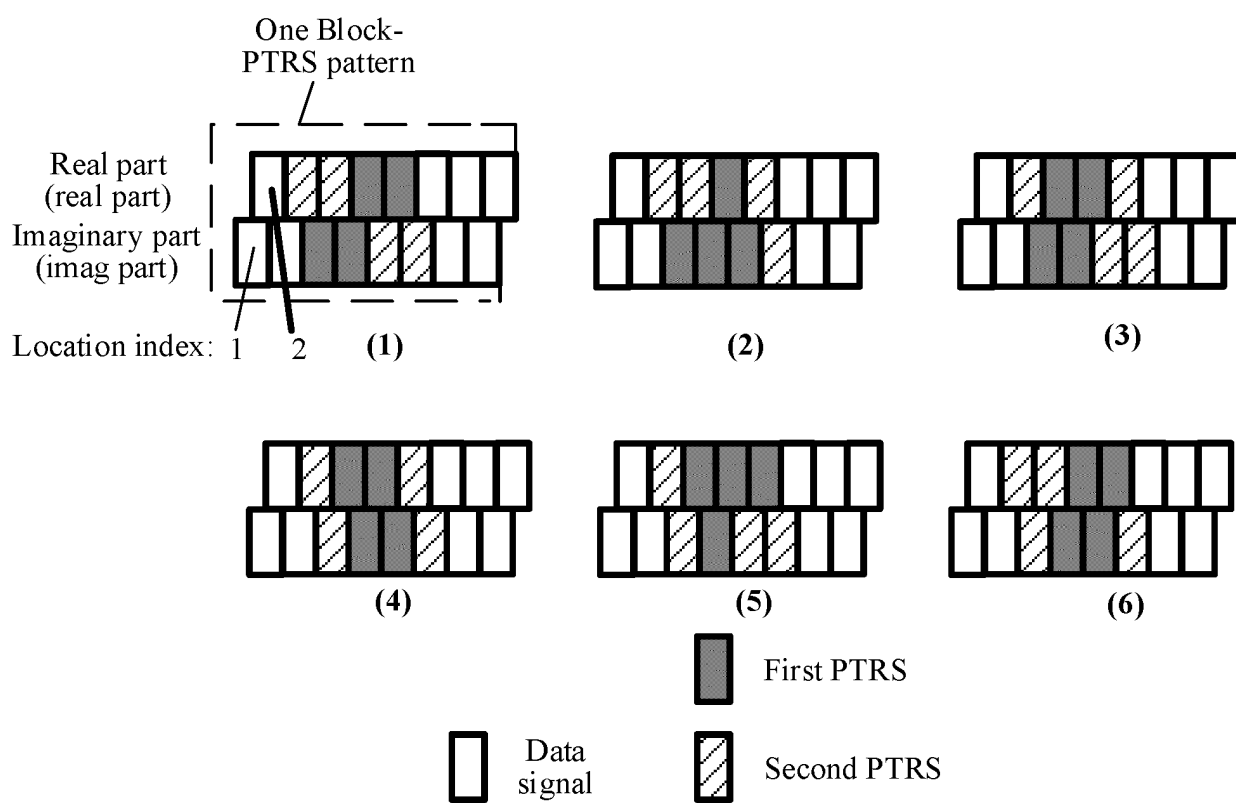 One Block-
PTRS pattern
Real part
(real part)
Imaginary part
(imag part)
Location index: 1 2 (1) (2) (3)
(4) (5) (6)
First PTRS
Data
signal
Second PTRS